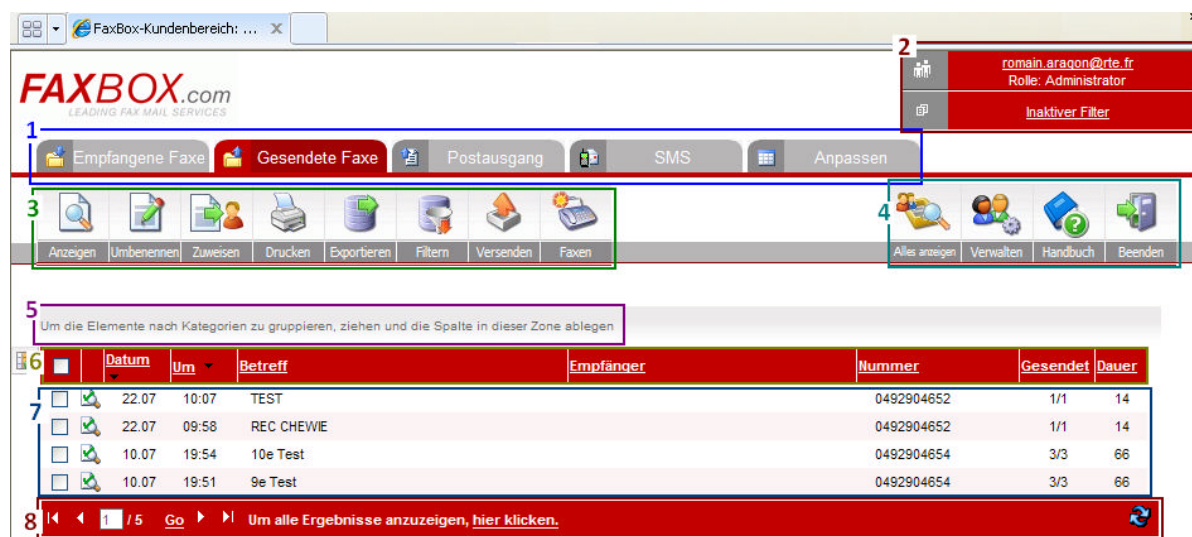 FaxBox-Kundenbereich: ...
2
romain.aragon@rte.fr
Rolle: Administrator
Inaktiver Filter
FAXBOX.com
LEADING FAX MAIL SERVICES
1
Empfangene Faxe
Gesendete Faxe
Postausgang
SMS
Anpassen
3
Anzeigen Umbenennen Zuweisen Drucken Exportieren Filtern Versenden Faxen
4
Alles anzeigen Verwalten Handbuch Beenden
5
Um die Elemente nach Kategorien zu gruppieren, ziehen und die Spalte in dieser Zone ablegen
6
Datum Um Betreff Empfänger Nummer Gesendet Dauer
7
22.07 10:07 TEST 0492904652 1/1 14
22.07 09:58 REC CHEWIE 0492904652 1/1 14
10.07 19:54 10e Test 0492904654 3/3 66
10.07 19:51 9e Test 0492904654 3/3 66
8
1 / 5 Go Um alle Ergebnisse anzuzeigen, hier klicken.